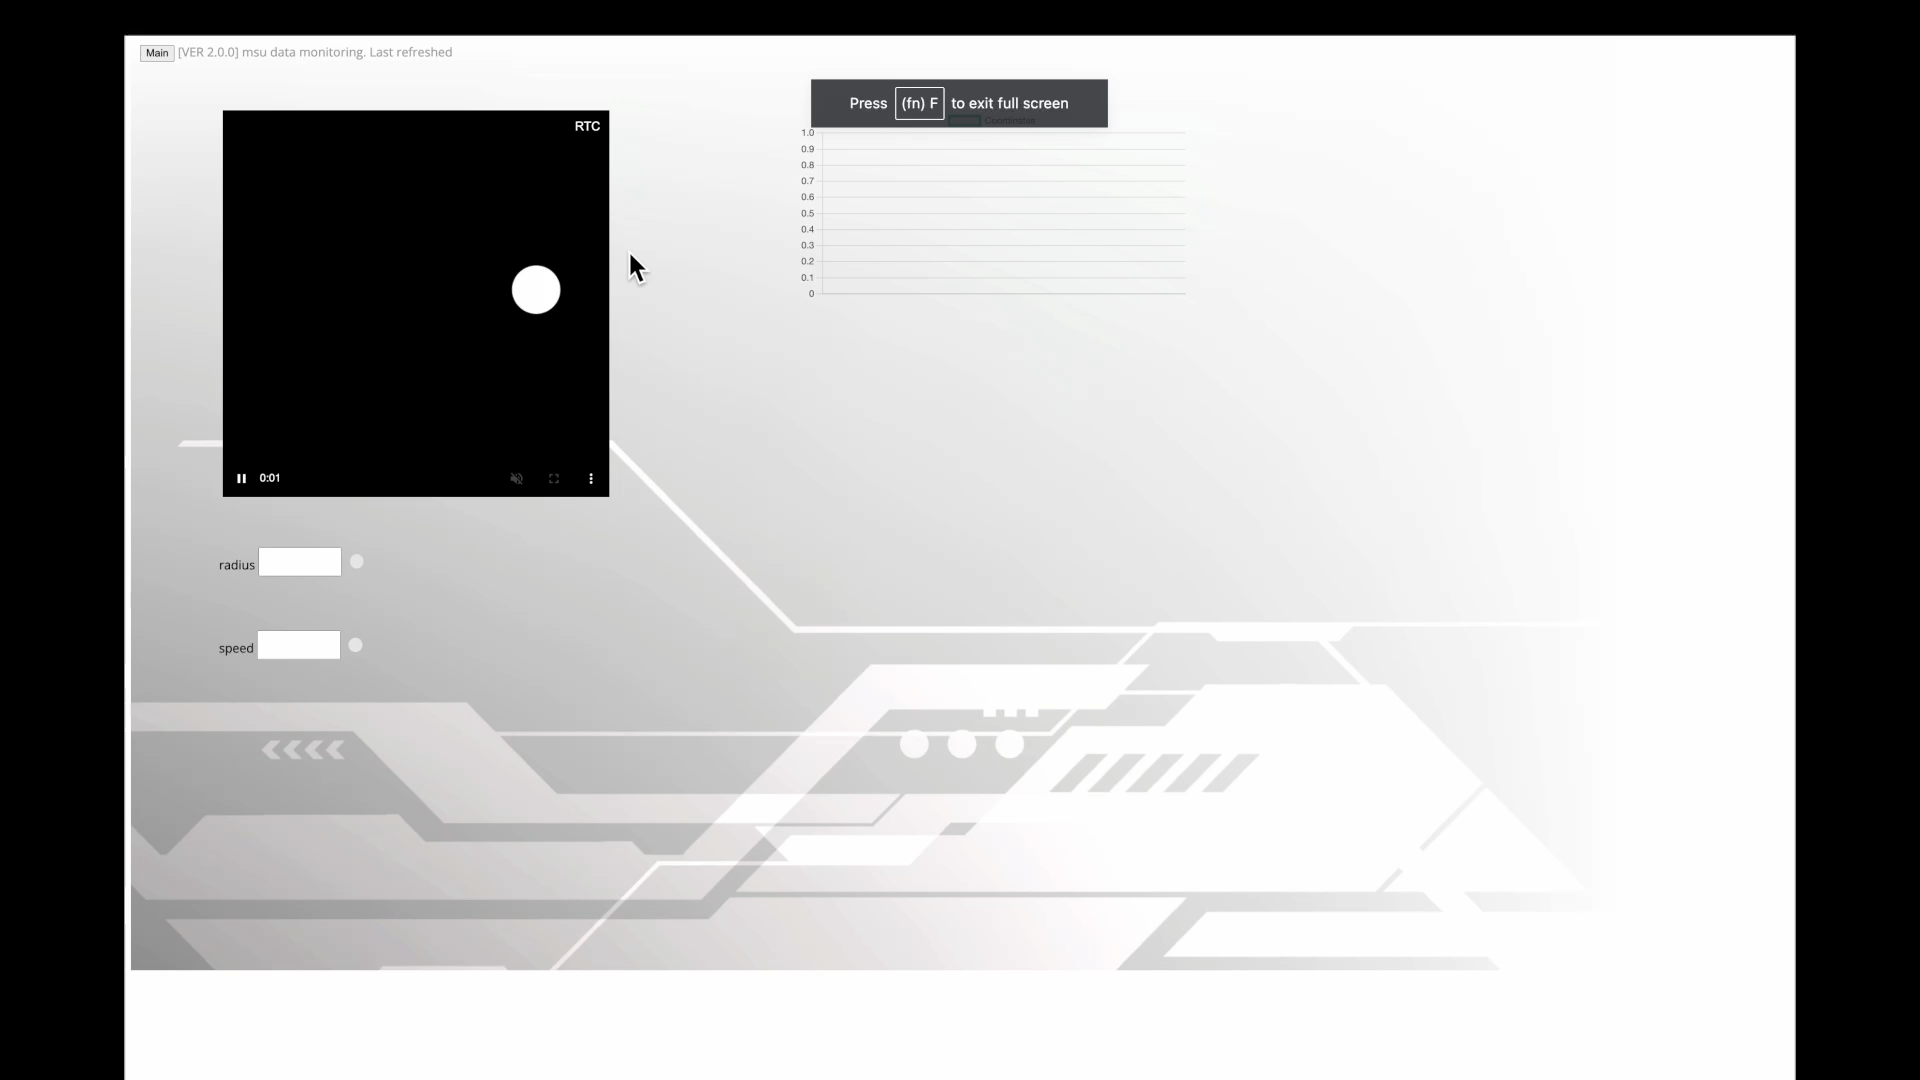 Main [VER 2.0.0] msu data monitoring. Last refreshed
Press (fn) F to exit full screen
RTC
Coordinates
1.0
0.9
0.8
0.7
0.6
0.5
0.4
0.3
0.2
0.1
0
0:01
radius
speed